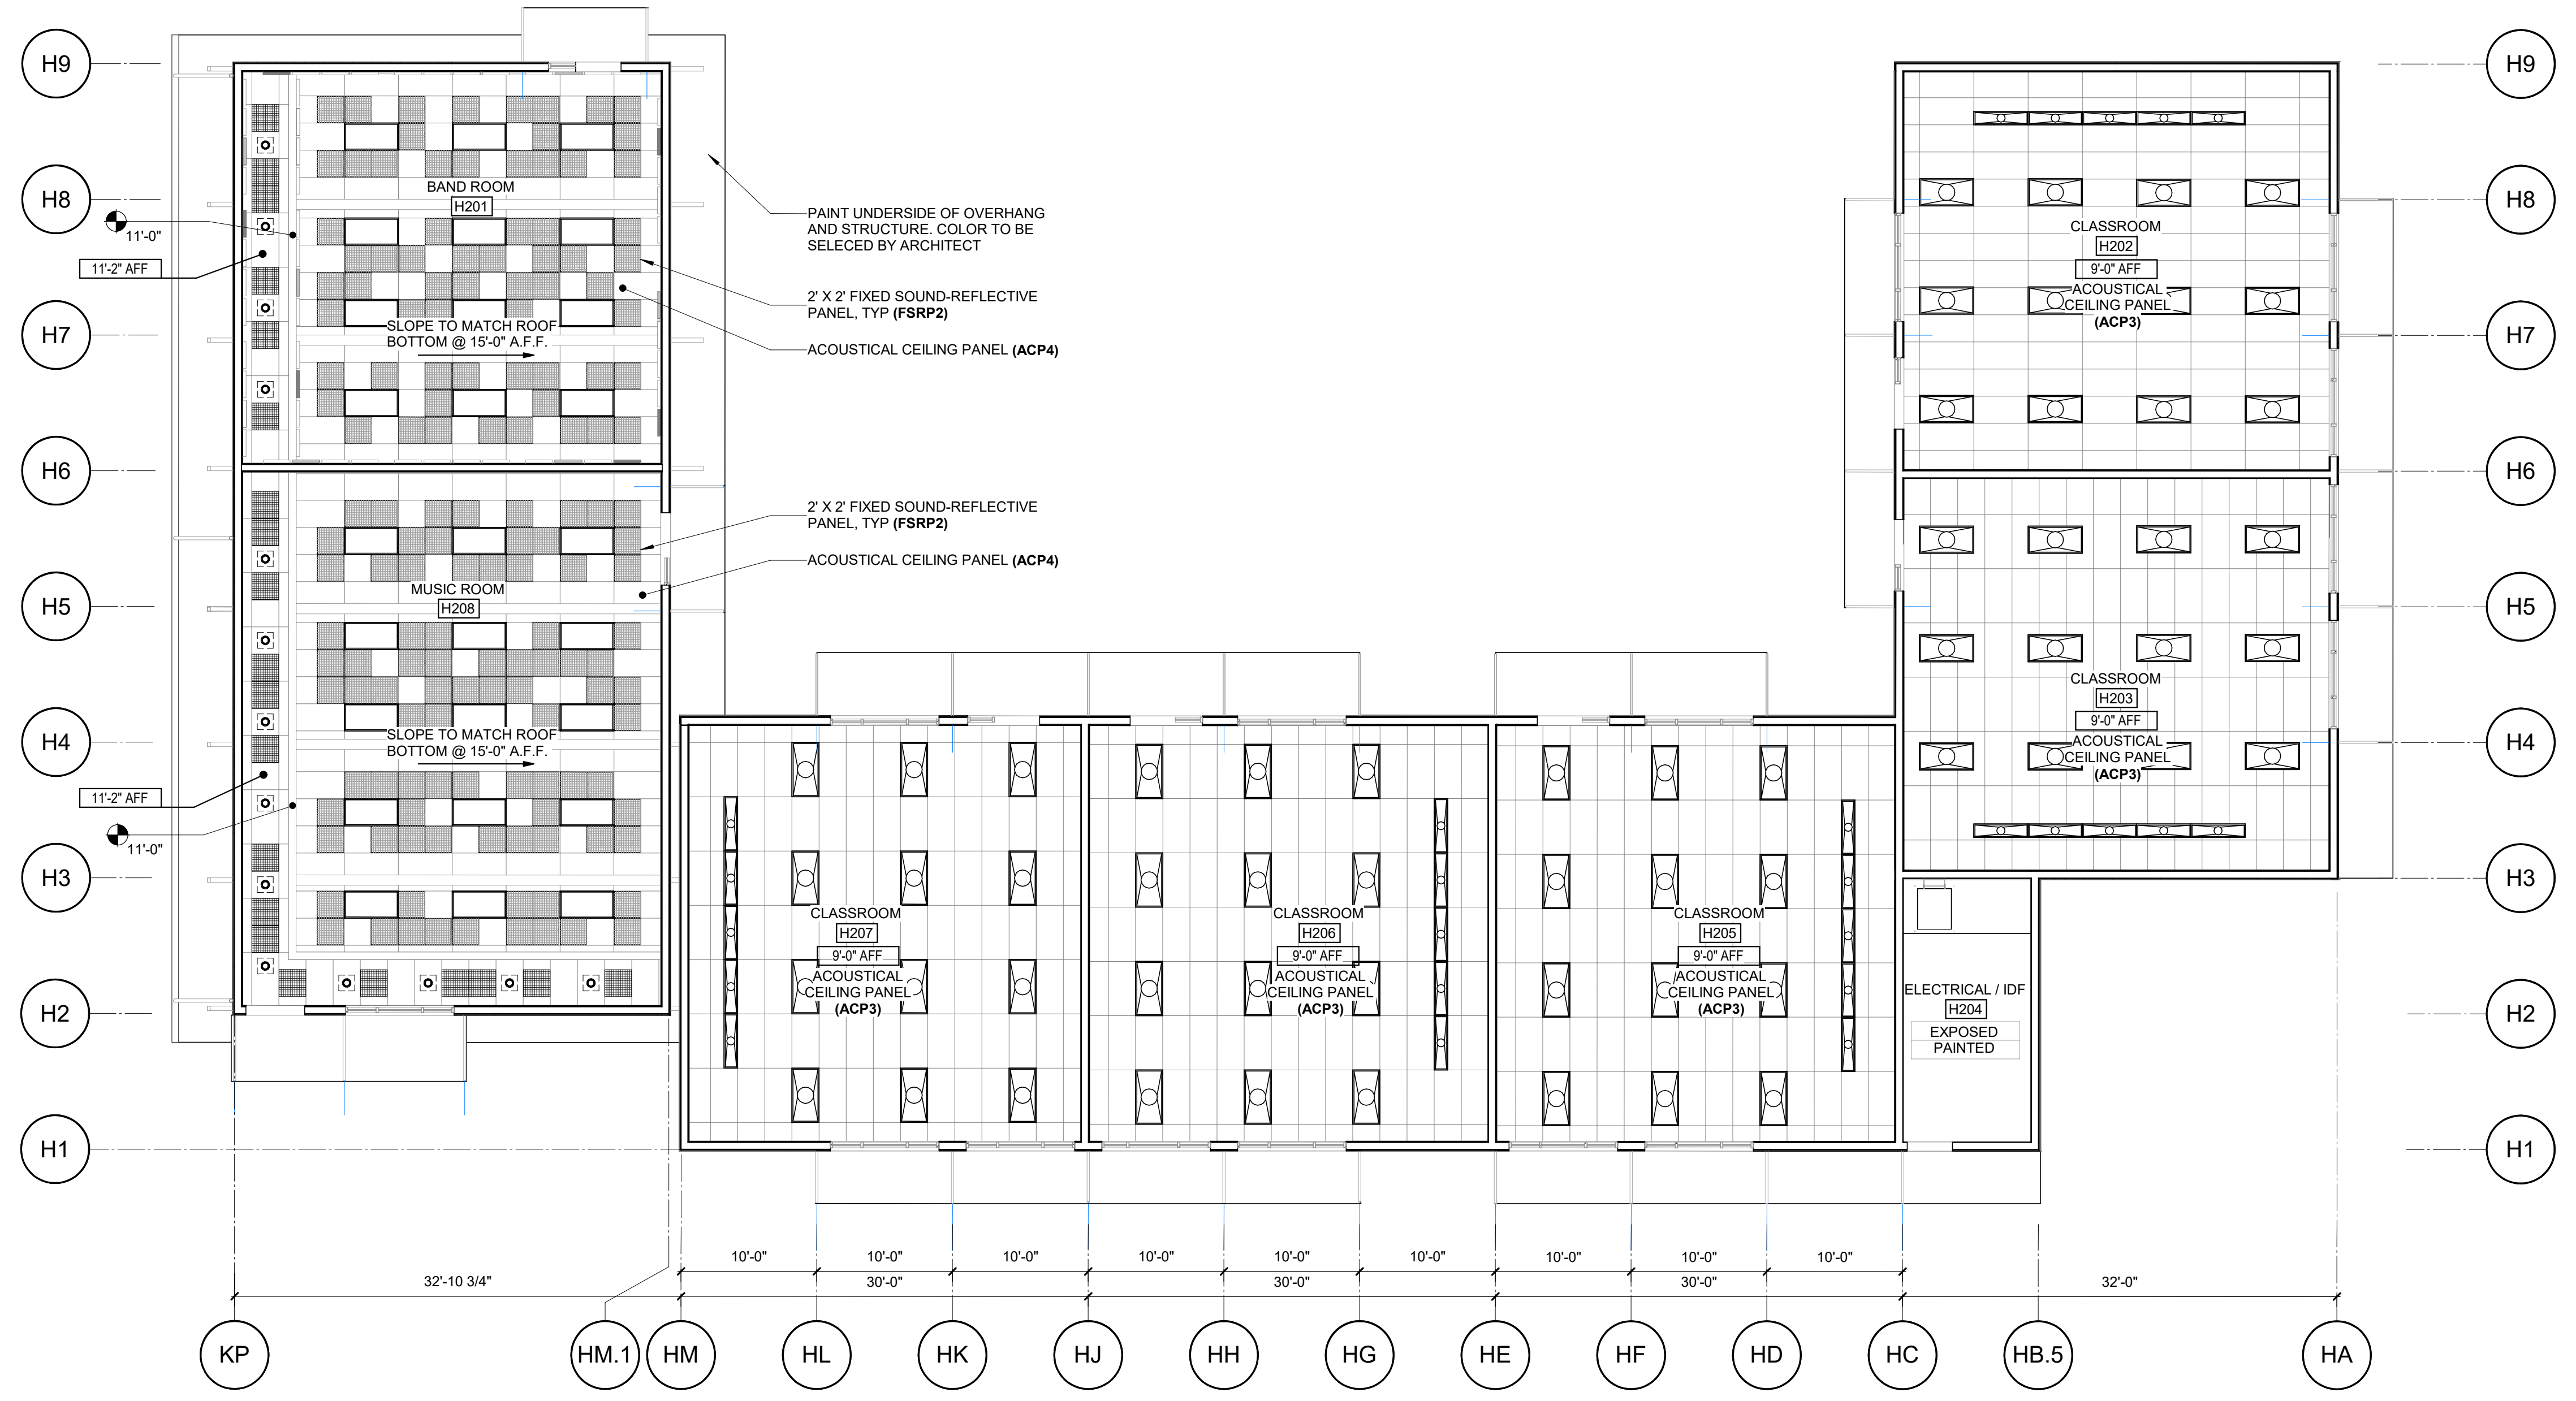 H9
H9
H8
H8
H7
H7
H6
H6
H5
H5
H4
H4
H3
H3
H2
H2
H1
H1
BAND ROOM
H201
11'-0"
11'-2" AFF
SLOPE TO MATCH ROOF
BOTTOM @ 15'-0" A.F.F.
PAINT UNDERSIDE OF OVERHANG
AND STRUCTURE. COLOR TO BE
SELECED BY ARCHITECT
2' X 2' FIXED SOUND-REFLECTIVE
PANEL, TYP (FSRP2)
ACOUSTICAL CEILING PANEL (ACP4)
2' X 2' FIXED SOUND-REFLECTIVE
PANEL, TYP (FSRP2)
ACOUSTICAL CEILING PANEL (ACP4)
MUSIC ROOM
H208
SLOPE TO MATCH ROOF
BOTTOM @ 15'-0" A.F.F.
11'-2" AFF
11'-0"
CLASSROOM
H202
9'-0" AFF
ACOUSTICAL
CEILING PANEL
(ACP3)
CLASSROOM
H203
9'-0" AFF
ACOUSTICAL
CEILING PANEL
(ACP3)
CLASSROOM
H207
9'-0" AFF
ACOUSTICAL
CEILING PANEL
(ACP3)
CLASSROOM
H206
9'-0" AFF
ACOUSTICAL
CEILING PANEL
(ACP3)
CLASSROOM
H205
9'-0" AFF
ACOUSTICAL
CEILING PANEL
(ACP3)
ELECTRICAL / IDF
H204
EXPOSED
PAINTED
10'-0"
10'-0"
10'-0"
10'-0"
10'-0"
10'-0"
10'-0"
10'-0"
10'-0"
32'-10 3/4"
30'-0"
30'-0"
30'-0"
32'-0"
KP
HM.1
HM
HL
HK
HJ
HH
HG
HE
HF
HD
HC
HB.5
HA